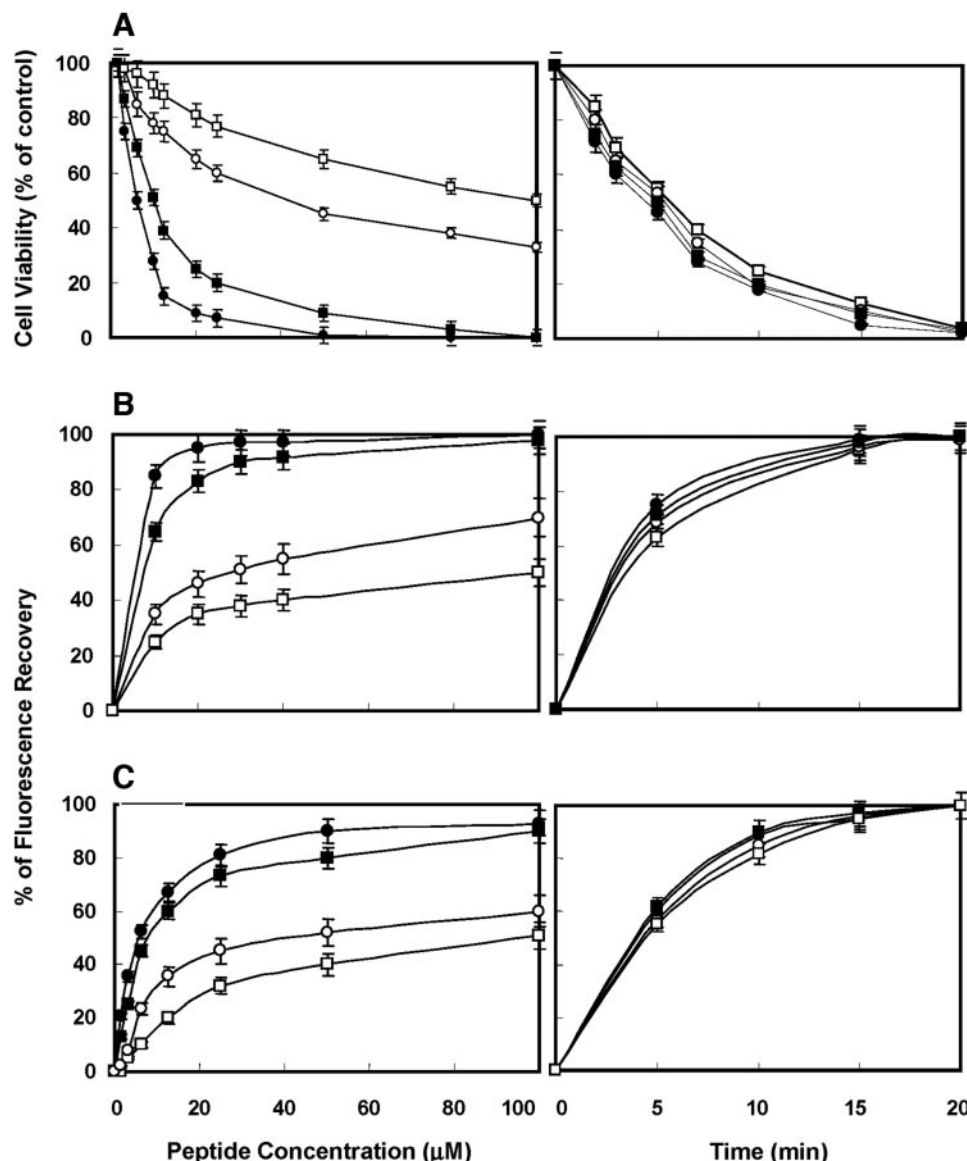 A
Cell Viability (% of control)
100
80
60
40
20
0
B
100
80
60
40
20
0
% of Fluorescence Recovery
C
100
80
60
40
20
0
0 20 40 60 80 100
0 5 10 15 20
Peptide Concentration (μM)
Time (min)